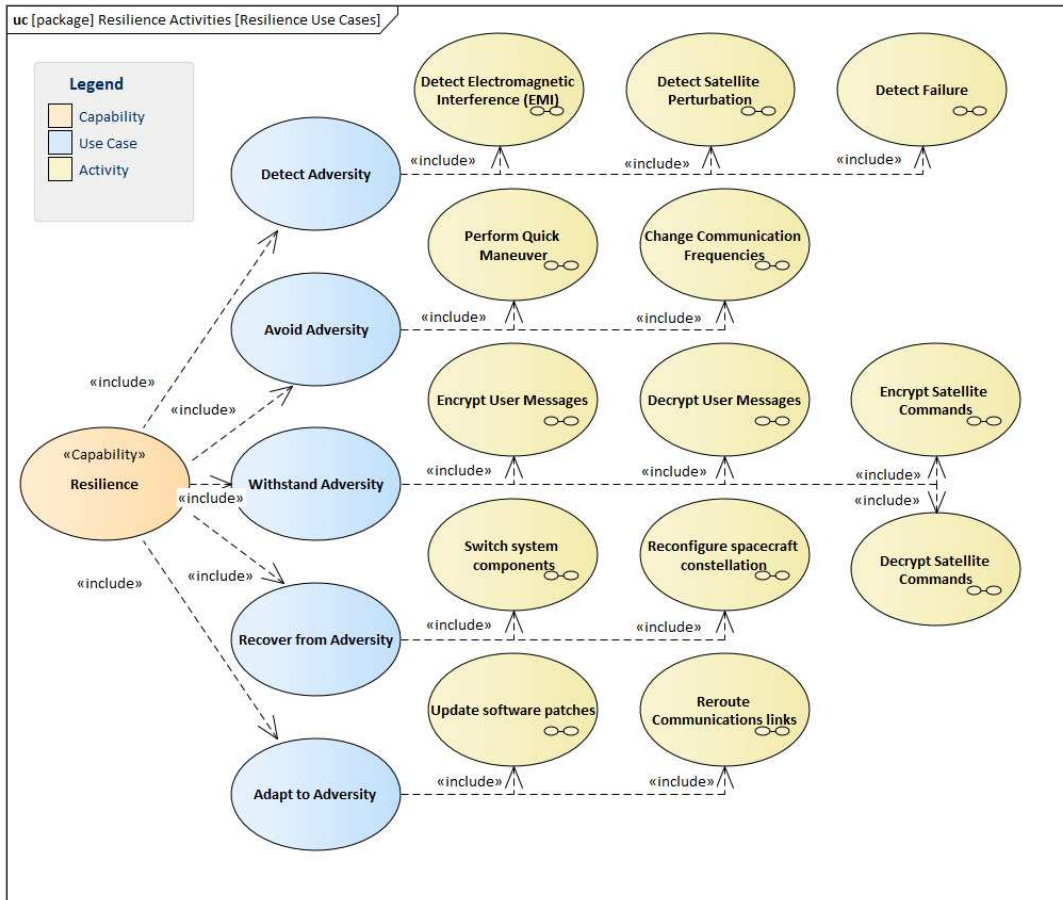 uc [package] Resilience Activities [Resilience Use Cases]
Legend
Capability
Use Case
Activity
Detect Electromagnetic
Interference (EMI)
Detect Satellite
Perturbation
Detect Failure
«include»
«include»
«include»
Detect Adversity
Perform Quick
Maneuver
Change Communication
Frequencies
«include»
«include»
Avoid Adversity
«include»
«include»
Encrypt User Messages
Decrypt User Messages
Encrypt Satellite
Commands
«Capability»
Resilience
«include»
Withstand Adversity
«include»
«include»
«include»
«include»
Switch system
components
Reconfigure spacecraft
constellation
Decrypt Satellite
Commands
«include»
«include»
«include»
«include»
Recover from Adversity
Update software patches
Reroute
Communications links
«include»
«include»
Adapt to Adversity